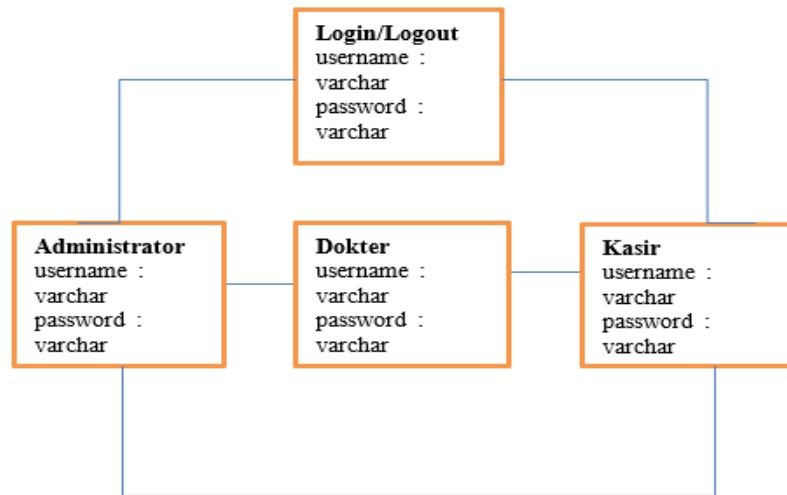 Login/Logout
username :
varchar
password :
varchar
Administrator
username :
varchar
password :
varchar
Dokter
username :
varchar
password :
varchar
Kasir
username :
varchar
password :
varchar